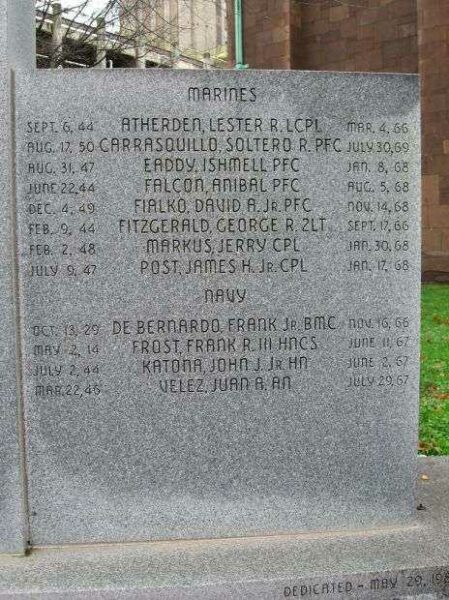 MARINES
SEPT. 6, 44 ATHERDEN, LESTER R. LCPL MAR. 4, 66
AUG. 17, 50 CARRASQUILLO, SOLTERO R. PFC JULY 30, 69
AUG. 31, 47 EADDY, ISHMELL PFC JAN. 8, 68
JUNE 22, 44 FALCON, ANIBAL PFC AUG. 5, 68
DEC. 4, 49 FIALKO, DAVID A. JR. PFC NOV. 14, 68
FEB. 9, 44 FITZGERALD, GEORGE R. 2LT. SEPT. 17, 66
FEB. 2, 48 MARKUS, JERRY CPL JAN. 30, 68
JULY 9, 47 POST, JAMES H. JR. CPL JAN. 17, 68
NAVY
OCT. 13, 29 DE BERNARDO, FRANK JR. BMC NOV. 16, 66
MAY 2, 14 FROST, FRANK R. III HNCS JUNE 11, 67
JULY 2, 44 KATONA, JOHN J. JR. HN JUNE 2, 67
MAR. 22, 46 VELEZ, JUAN A. AN JULY 29, 67
DEDICATED - MAY 29,